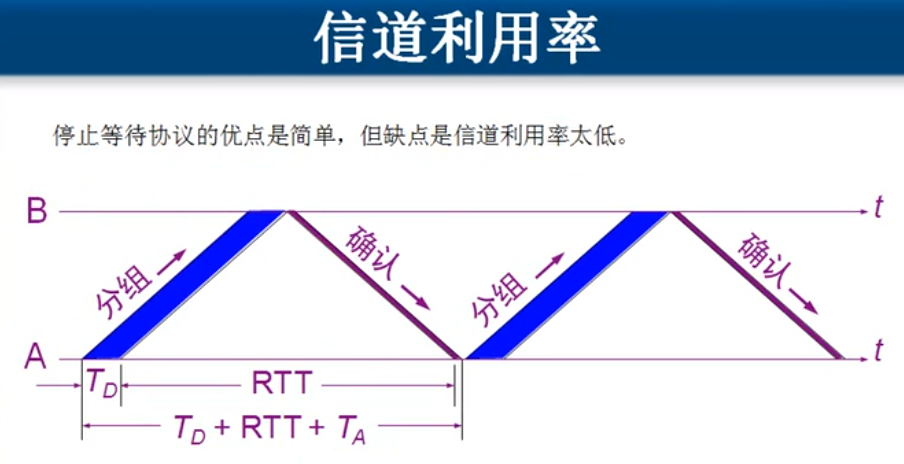 信道利用率
停止等待协议的优点是简单，但缺点是信道利用率太低。
B
t
分组
确认
分组
确认
A
t
T_D
RTT
T_D + RTT + T_A